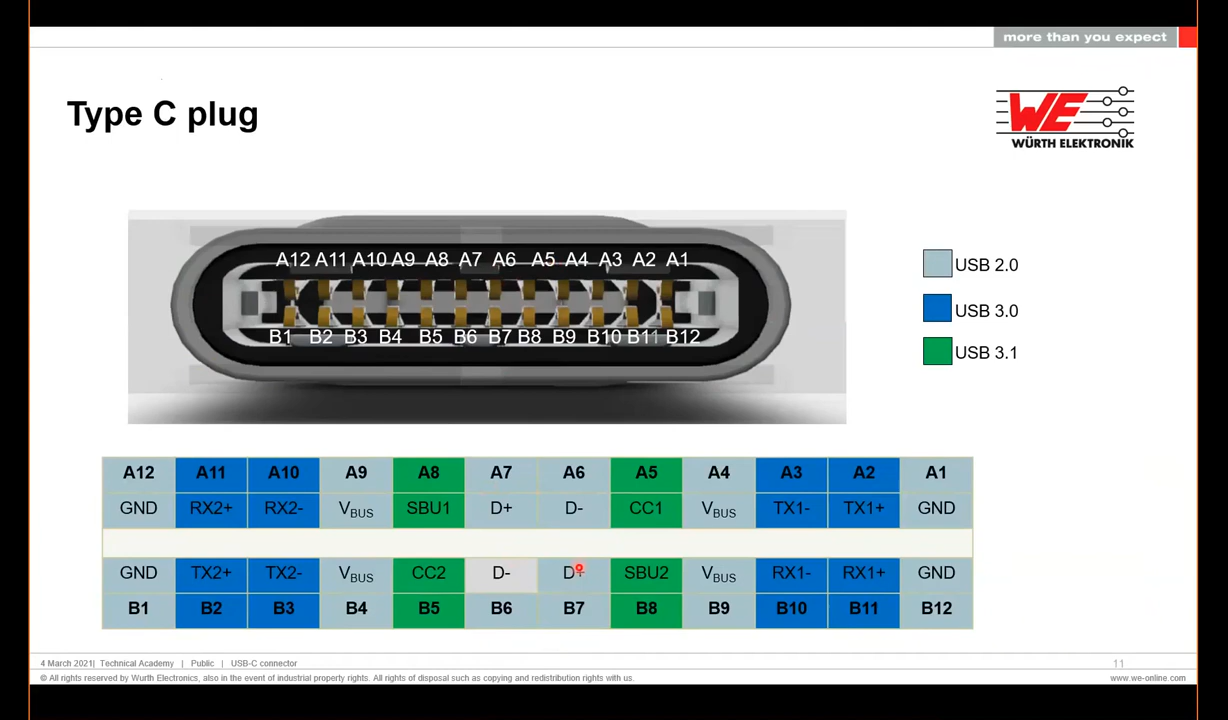 more than you expect
Type C plug
WE
WÜRTH ELEKTRONIK
A12 A11 A10 A9 A8 A7 A6 A5 A4 A3 A2 A1
B1 B2 B3 B4 B5 B6 B7 B8 B9 B10 B11 B12
USB 2.0
USB 3.0
USB 3.1
A12 A11 A10 A9 A8 A7 A6 A5 A4 A3 A2 A1
GND RX2+ RX2- VBUS SBU1 D+ D- CC1 VBUS TX1- TX1+ GND
GND TX2+ TX2- VBUS CC2 D- SBU2 VBUS RX1- RX1+ GND
B1 B2 B3 B4 B5 B6 B7 B8 B9 B10 B11 B12
4 March 2021| Technical Academy | Public | USB-C connector
11
© All rights reserved by Wurth Electronics, also in the event of industrial property rights. All rights of disposal such as copying and redistribution rights with us.
www.we-online.com